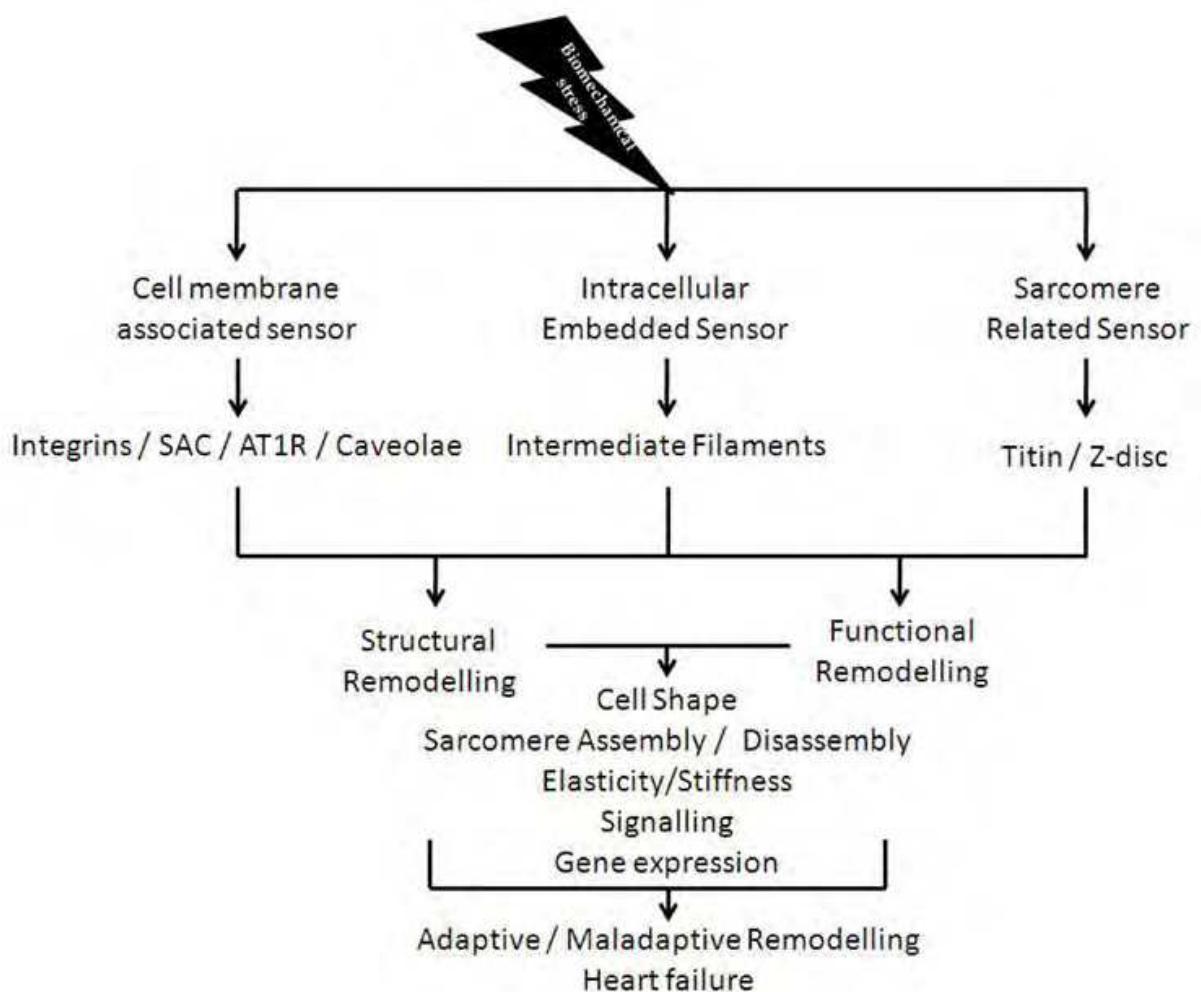 Biomechanical
stress
Cell membrane
associated sensor
Intracellular
Embedded Sensor
Sarcomere
Related Sensor
Integrins / SAC / AT1R / Caveolae
Intermediate Filaments
Titin / Z-disc
Structural
Remodelling
Functional
Remodelling
Cell Shape
Sarcomere Assembly / Disassembly
Elasticity/Stiffness
Signalling
Gene expression
Adaptive / Maladaptive Remodelling
Heart failure